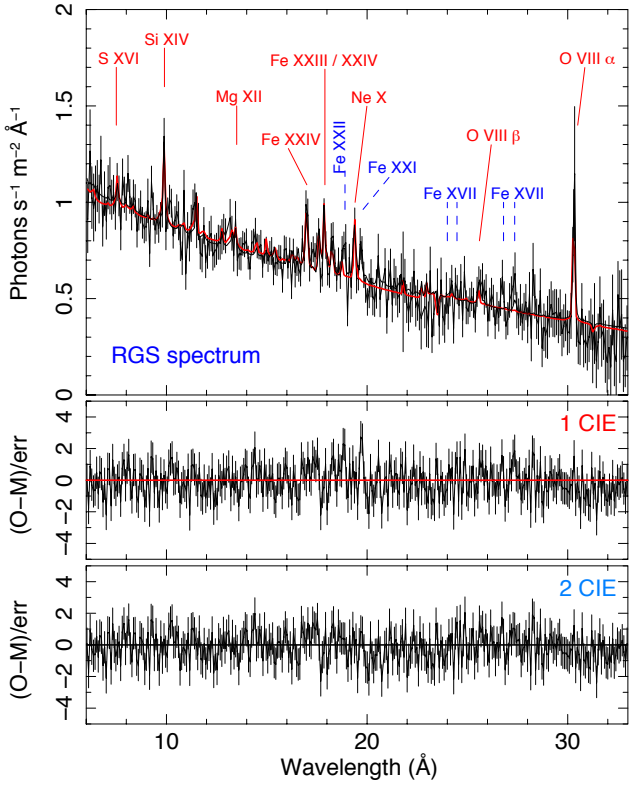 Photons s−1 m−2 Å−1
2
1.5
1
0.5
0
S XVI
Si XIV
Mg XII
Fe XXIII / XXIV
Fe XXIV
Ne X
Fe XXII
Fe XXI
O VIII β
Fe XVII
Fe XVII
O VIII α
RGS spectrum
(O−M)/err
4
2
0
−2
−4
1 CIE
(O−M)/err
4
2
0
−2
−4
2 CIE
10 20 30
Wavelength (Å)